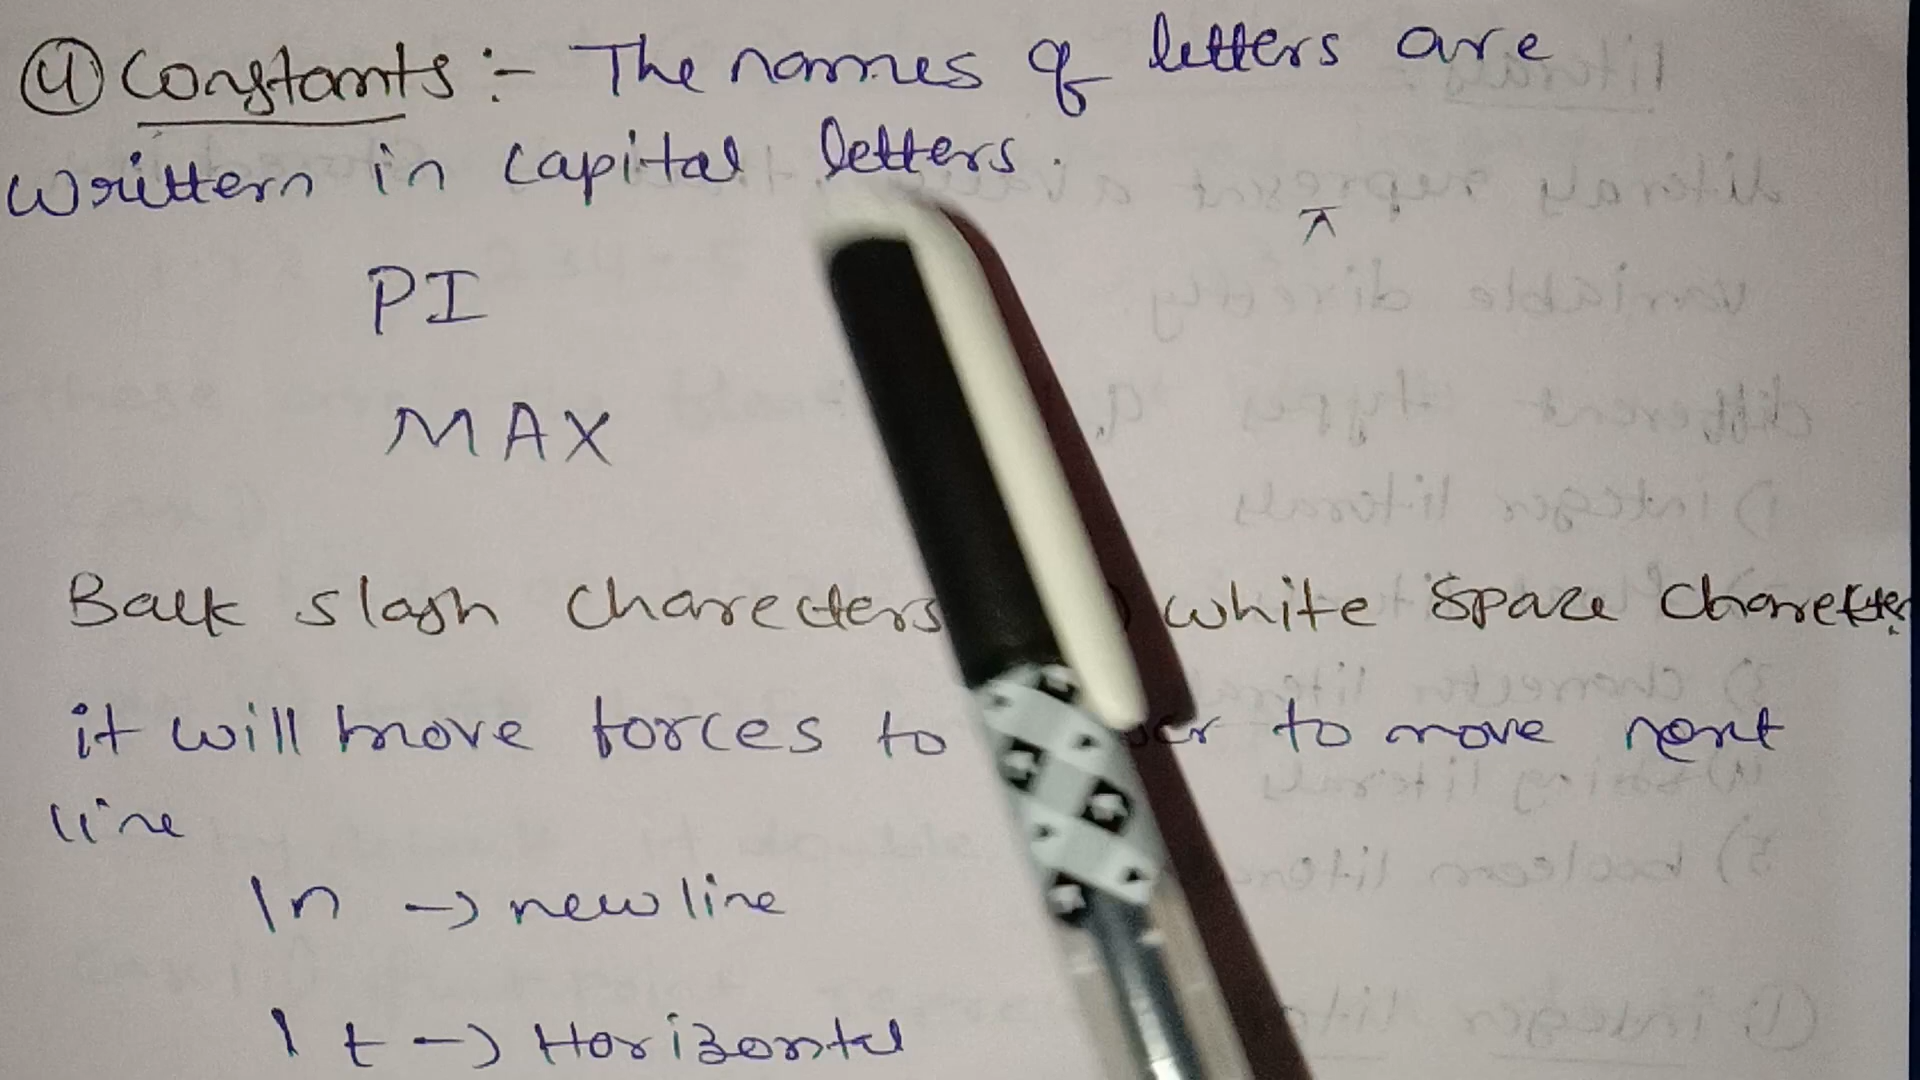 ④ Constants :- The names of letters are
writtern in capital letters.
PI
MAX
Back slash charecters white space charecter
it will move forces to to move next
line
\n -> new line
\t -> Horizontal